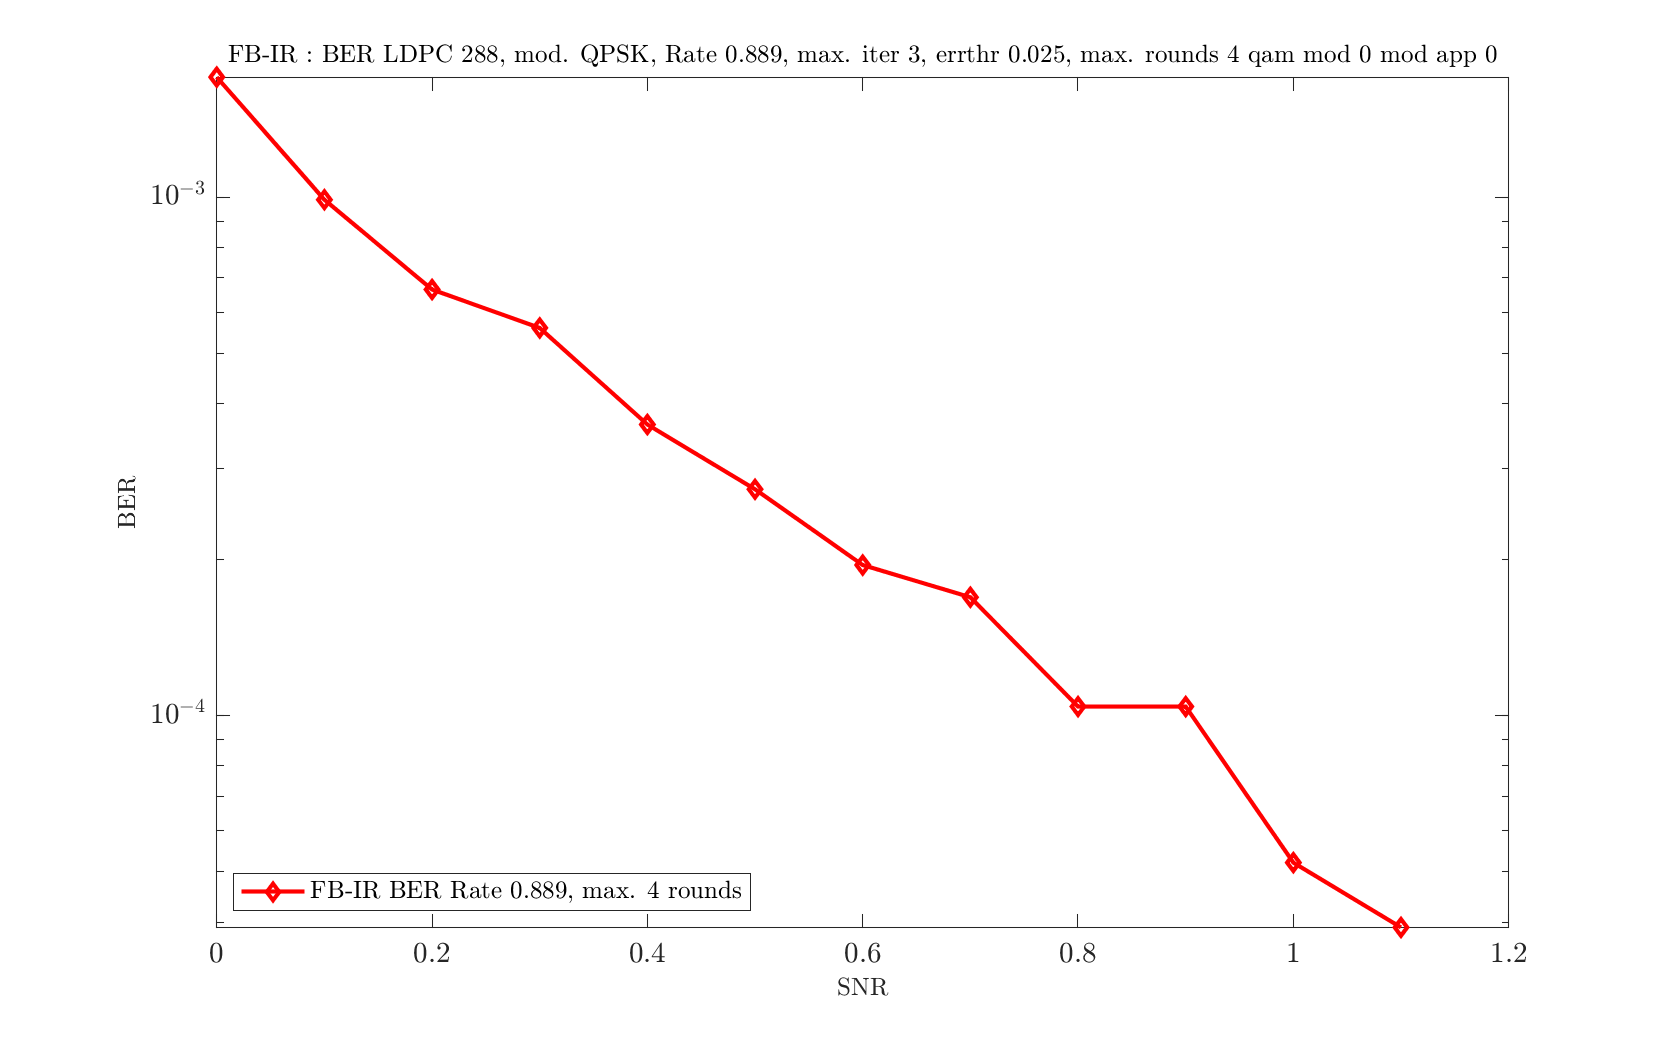 FB-IR : BER LDPC 288, mod. QPSK, Rate 0.889, max. iter 3, errthr 0.025, max. rounds 4 qam mod 0 mod app 0
10⁻³
10⁻⁴
BER
FB-IR BER Rate 0.889, max. 4 rounds
0 0.2 0.4 0.6 0.8 1 1.2
SNR